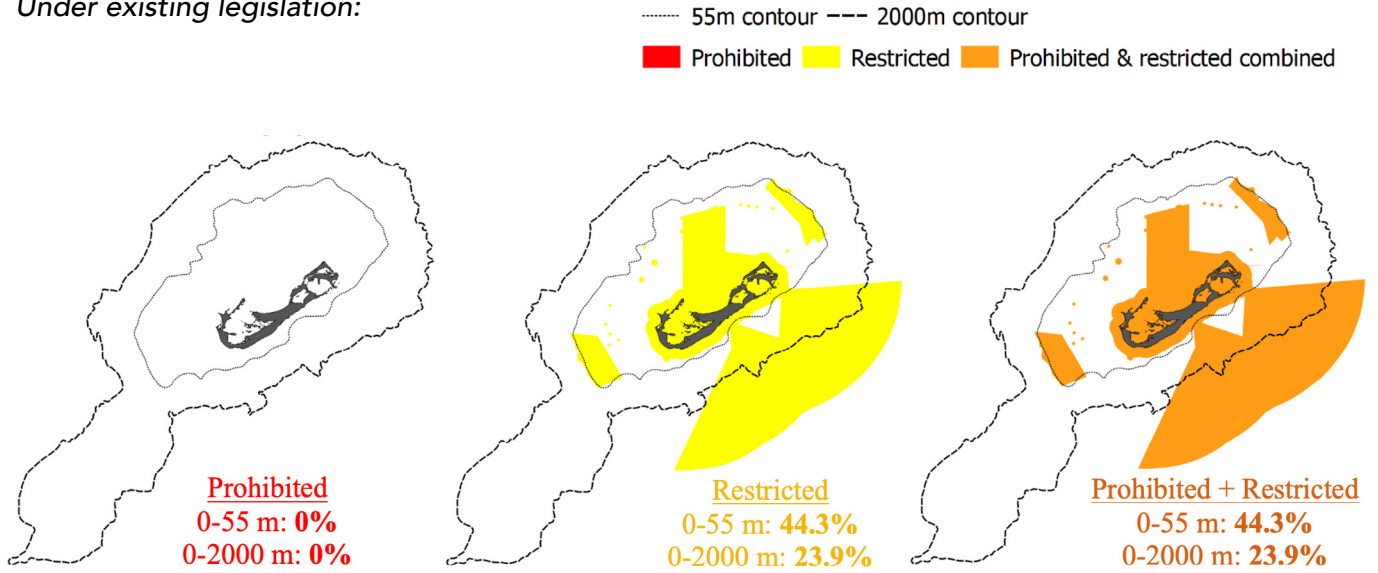 Under existing legislation:
55m contour 2000m contour
Prohibited Restricted Prohibited & restricted combined
Prohibited
0-55 m: 0%
0-2000 m: 0%
Restricted
0-55 m: 44.3%
0-2000 m: 23.9%
Prohibited + Restricted
0-55 m: 44.3%
0-2000 m: 23.9%